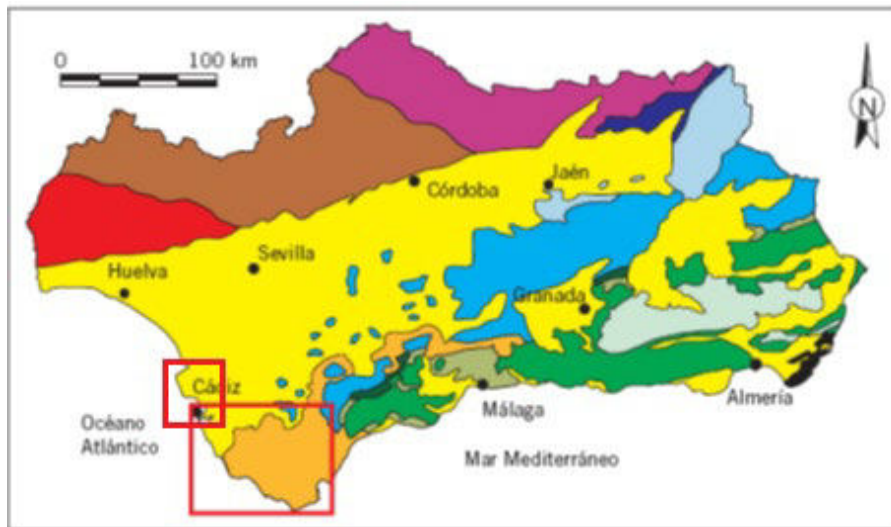 0 100 km
N
Jaén
Córdoba
Sevilla
Huelva
Granada
Cádiz
Almería
Málaga
Océano
Atlántico
Mar Mediterráneo